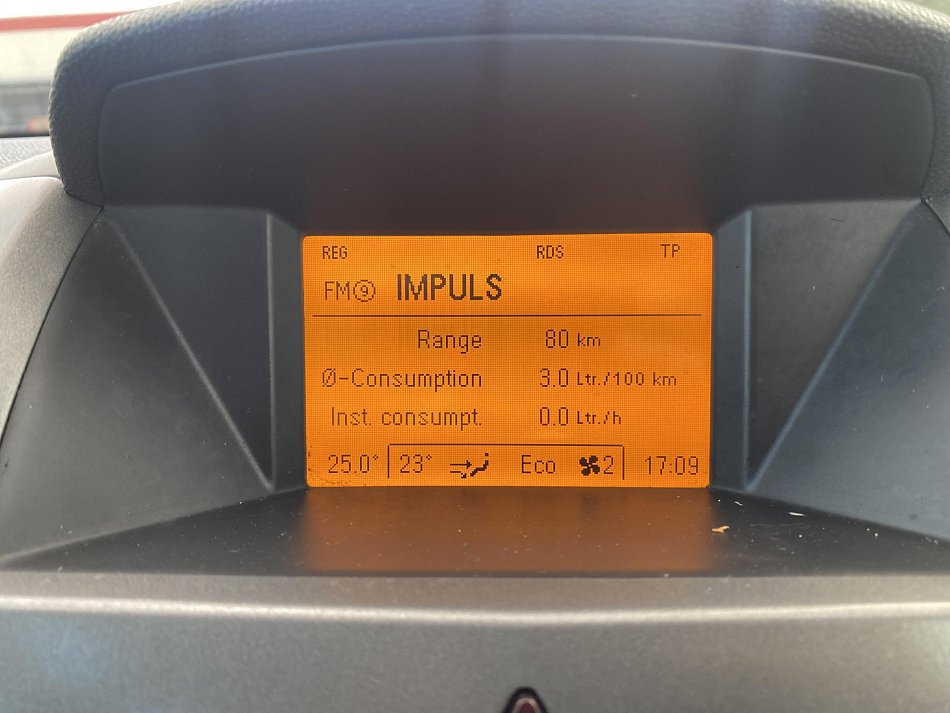 REG RDS TP
FM⑨ IMPULS
Range 80 km
Ø-Consumption 3.0 Ltr./100 km
Inst. consumpt. 0.0 Ltr./h
25.0° 23° Eco 2 17:09